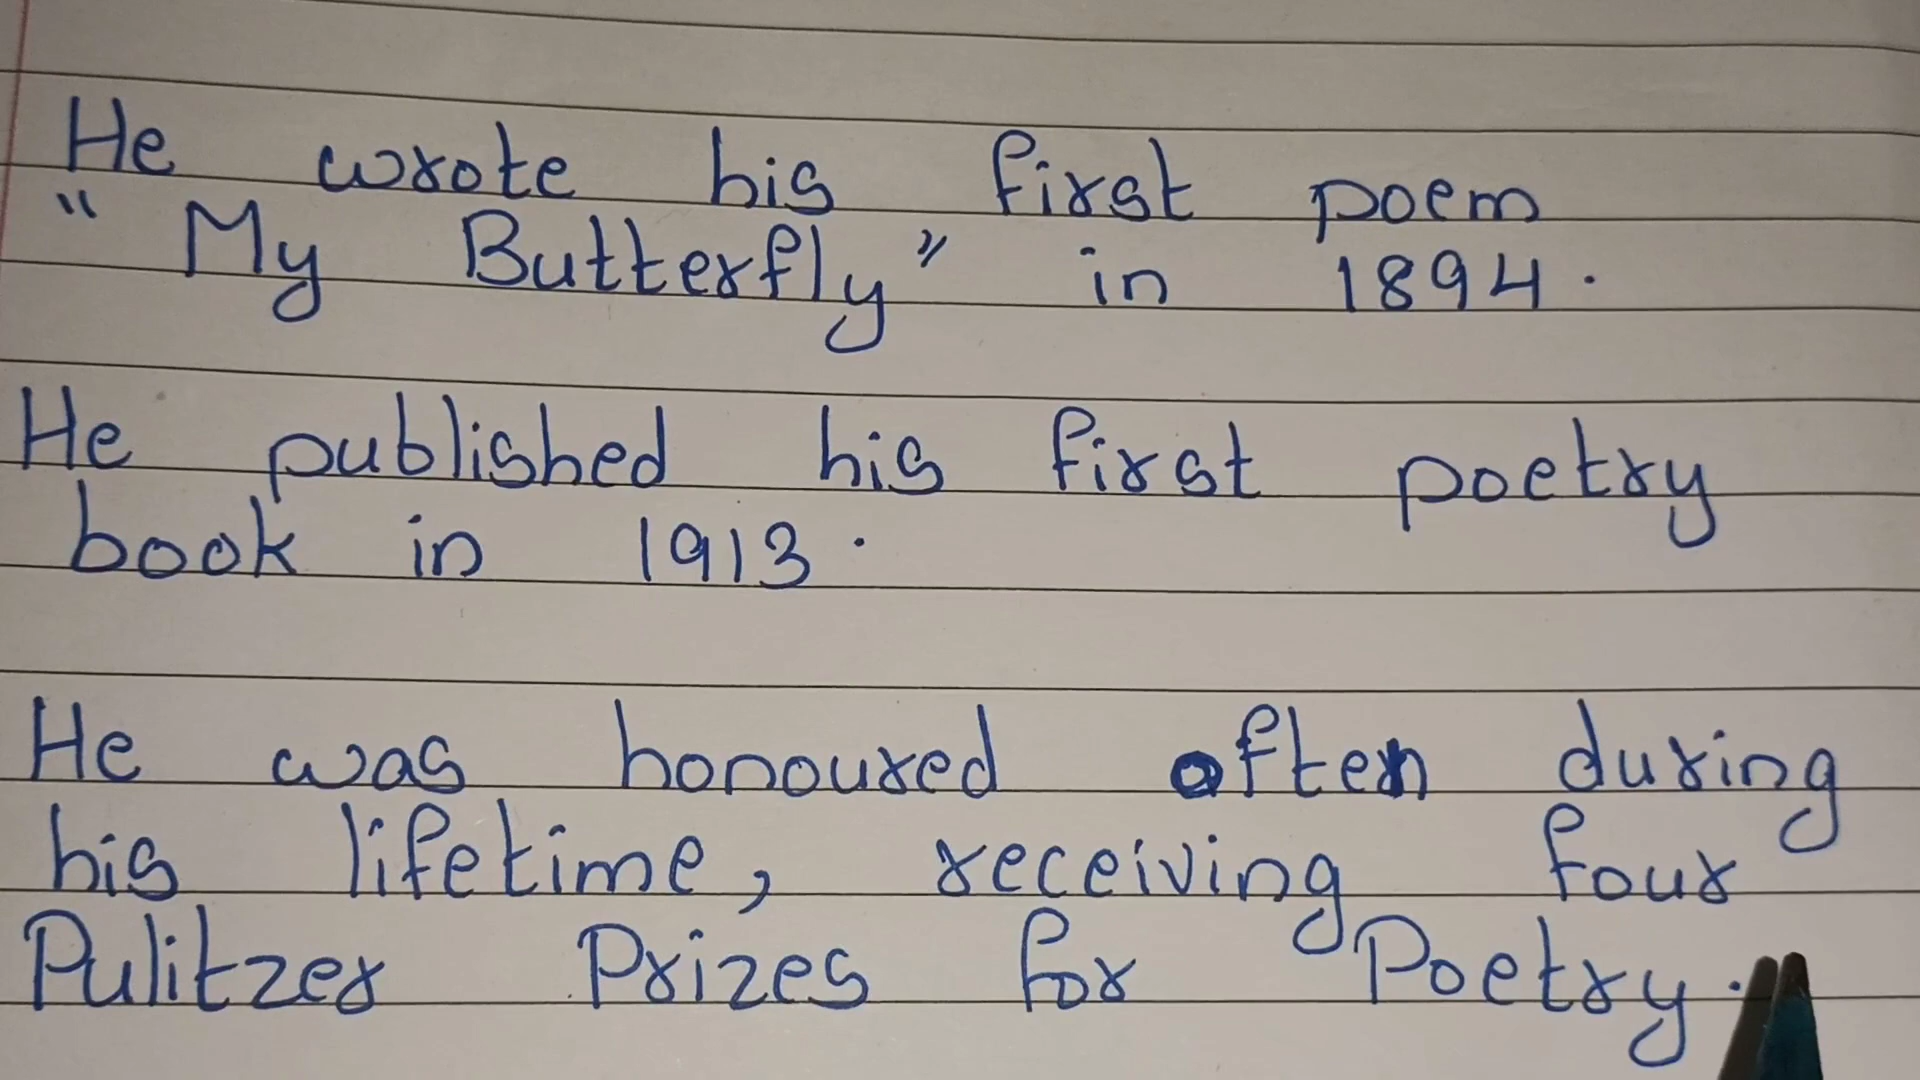 He wrote his first poem
" My Butterfly" in 1894.
He published his first poetry
book in 1913.
He was honoured often during
his lifetime, receiving four
Pulitzer Prizes for Poetry.